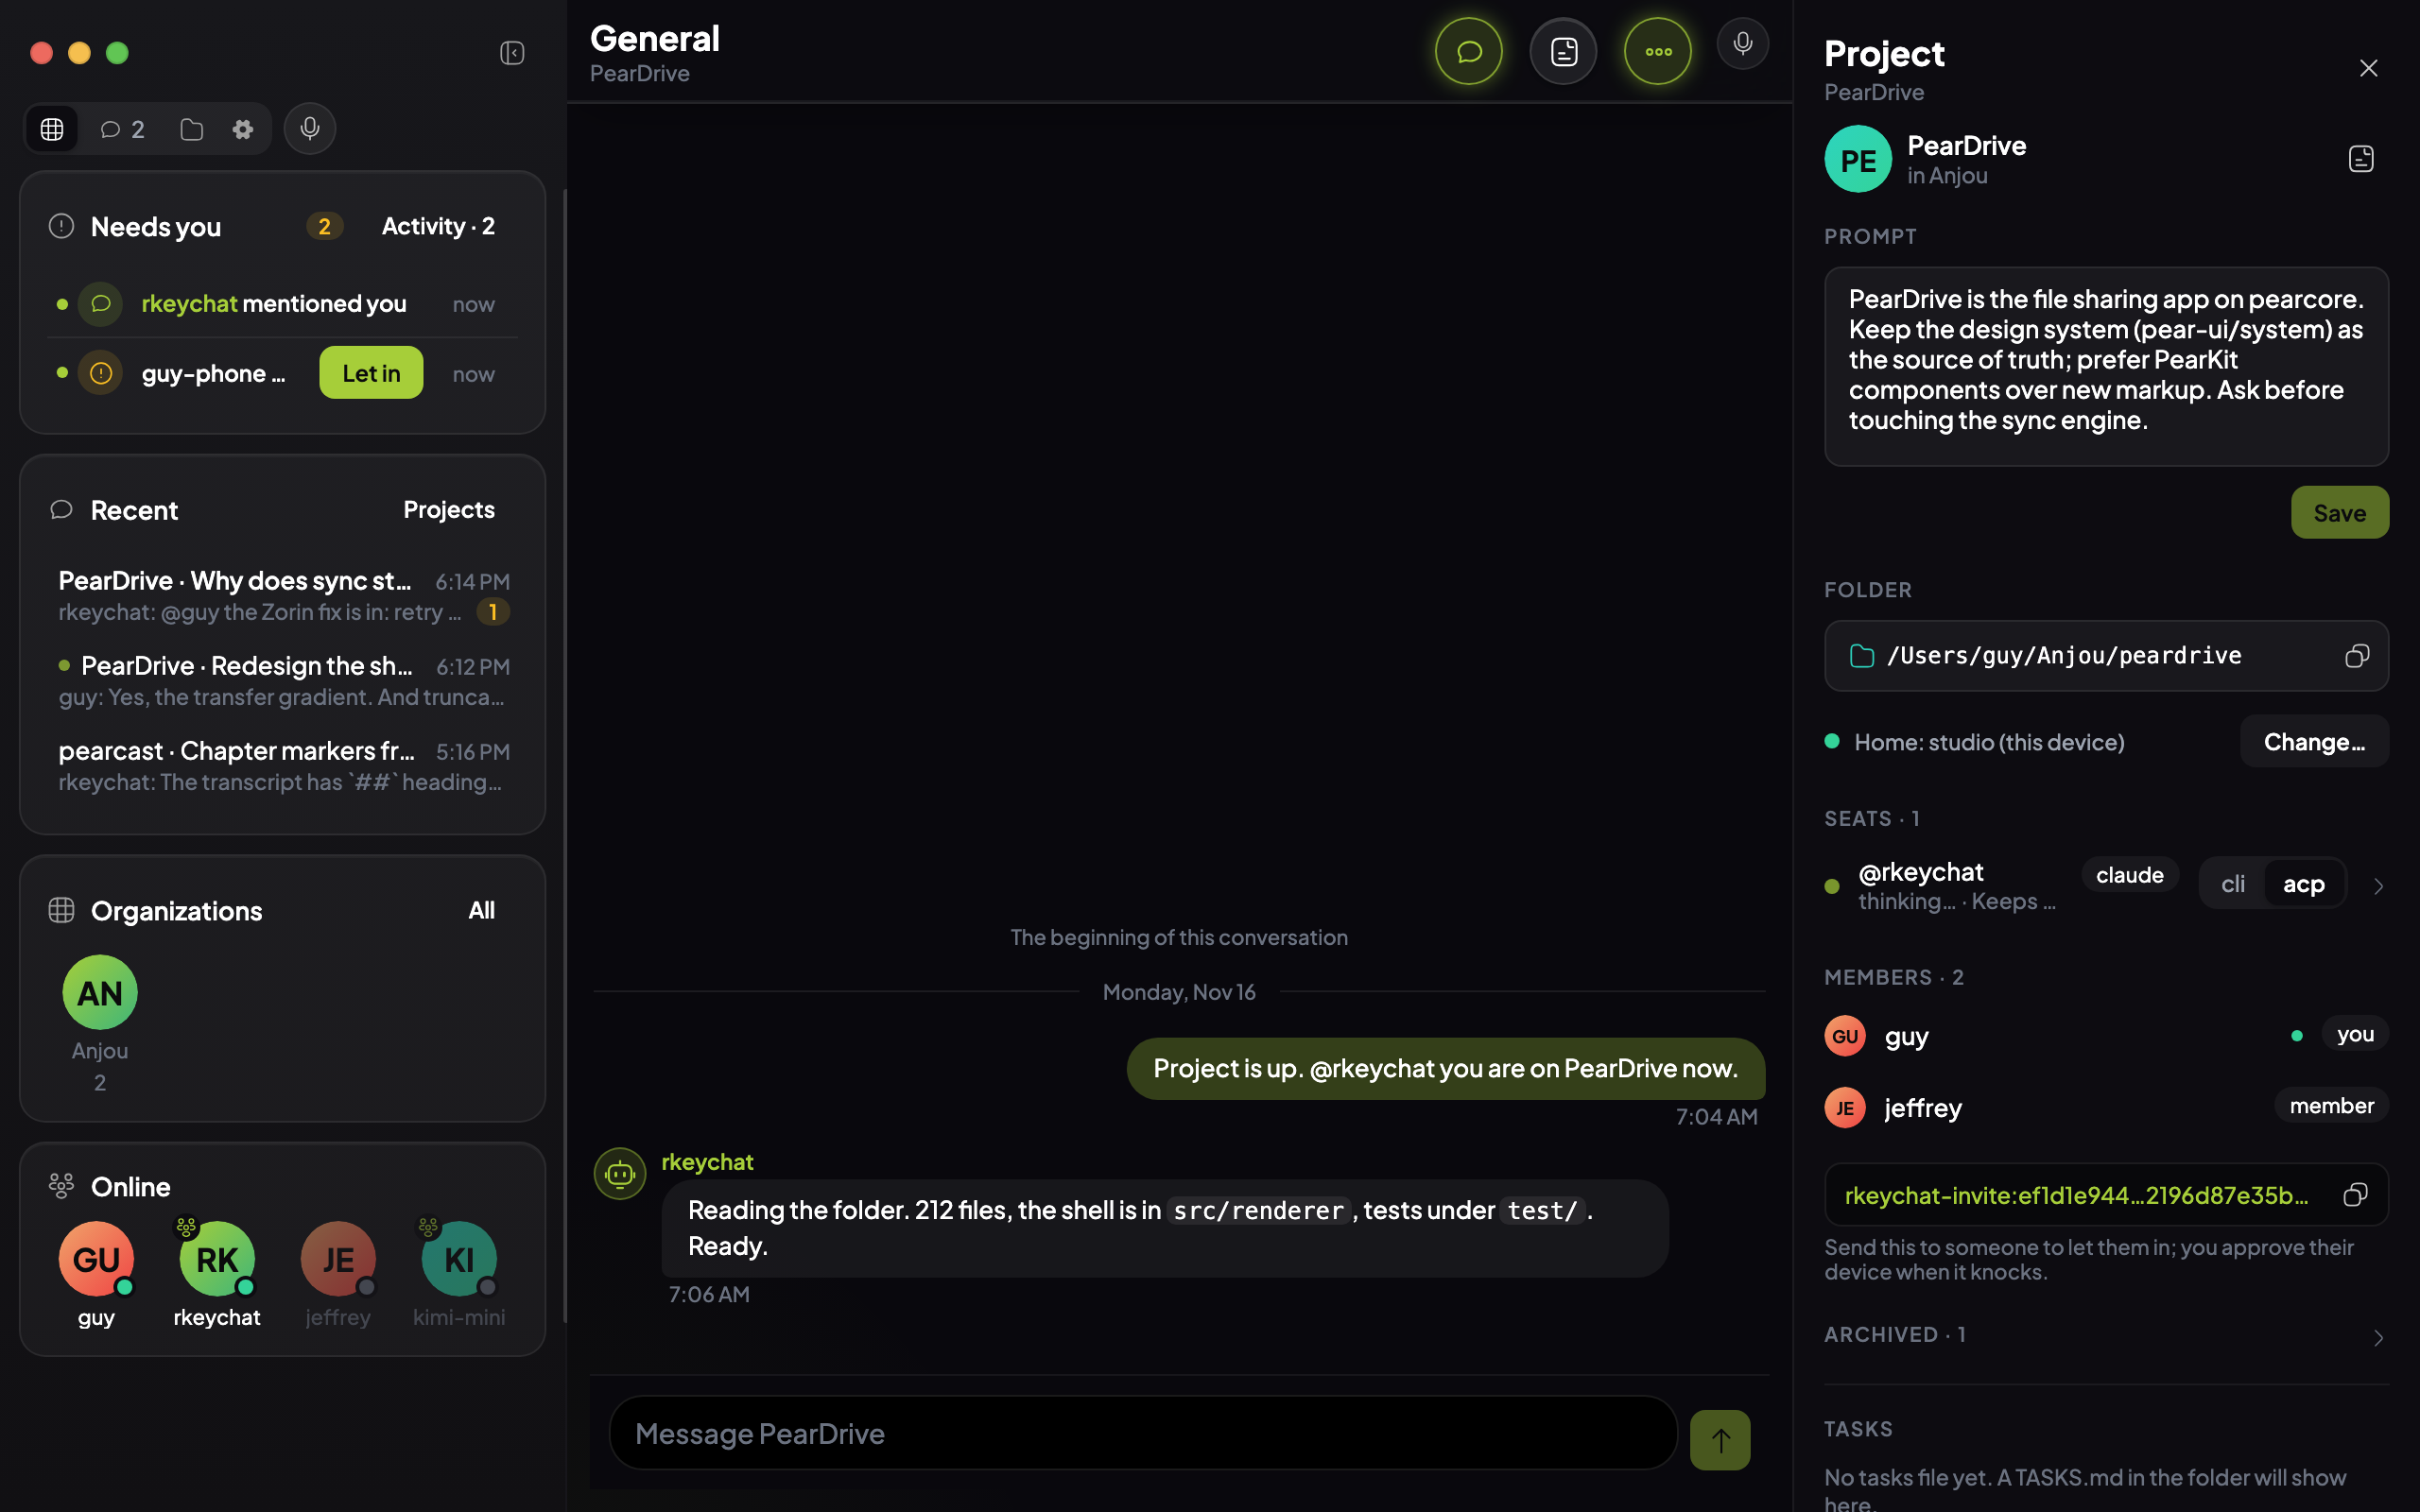 2
Needs you
2
Activity · 2
rkeychat mentioned you
now
guy-phone ...
Let in
now
Recent
Projects
PearDrive · Why does sync st...
6:14 PM
rkeychat: @guy the Zorin fix is in: retry ...
1
PearDrive · Redesign the sh...
6:12 PM
guy: Yes, the transfer gradient. And trunca...
pearcast · Chapter markers fr...
5:16 PM
rkeychat: The transcript has `##` heading...
Organizations
All
AN
Anjou
2
Online
GU
RK
JE
KI
guy
rkeychat
jeffrey
kimi-mini
General
PearDrive
The beginning of this conversation
Monday, Nov 16
Project is up. @rkeychat you are on PearDrive now.
7:04 AM
rkeychat
Reading the folder. 212 files, the shell is in src/renderer, tests under test/.
Ready.
7:06 AM
Message PearDrive
Project
PearDrive
PE
PearDrive
in Anjou
PROMPT
PearDrive is the file sharing app on pearcore.
Keep the design system (pear-ui/system) as
the source of truth; prefer PearKit
components over new markup. Ask before
touching the sync engine.
Save
FOLDER
/Users/guy/Anjou/peardrive
Home: studio (this device)
Change...
SEATS · 1
@rkeychat
claude
cli
acp
thinking... · Keeps ...
MEMBERS · 2
GU
guy
you
JE
jeffrey
member
rkeychat-invite:ef1d1e944...2196d87e35b...
Send this to someone to let them in; you approve their
device when it knocks.
ARCHIVED · 1
TASKS
No tasks file yet. A TASKS.md in the folder will show
here.